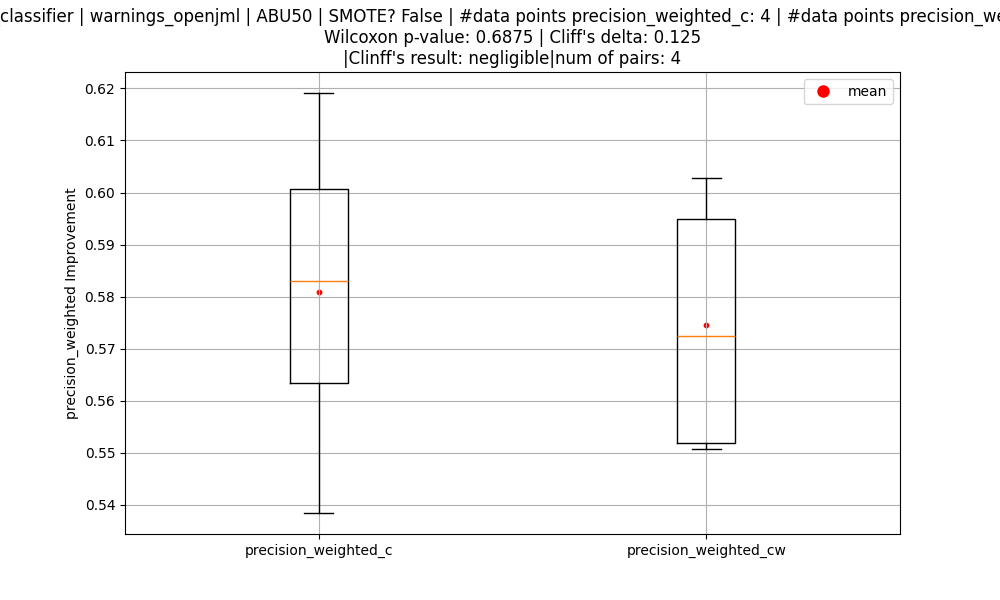 classifier | warnings_openjml | ABU50 | SMOTE? False | #data points precision_weighted_c: 4 | #data points
Wilcoxon p-value: 0.6875 | Cliff's delta: 0.125
|Clinff's result: negligible|num of pairs: 4
mean
0.62
0.61
0.60
0.59
0.58
0.57
0.56
0.55
0.54
precision_weighted Improvement
precision_weighted_c
precision_weighted_cw